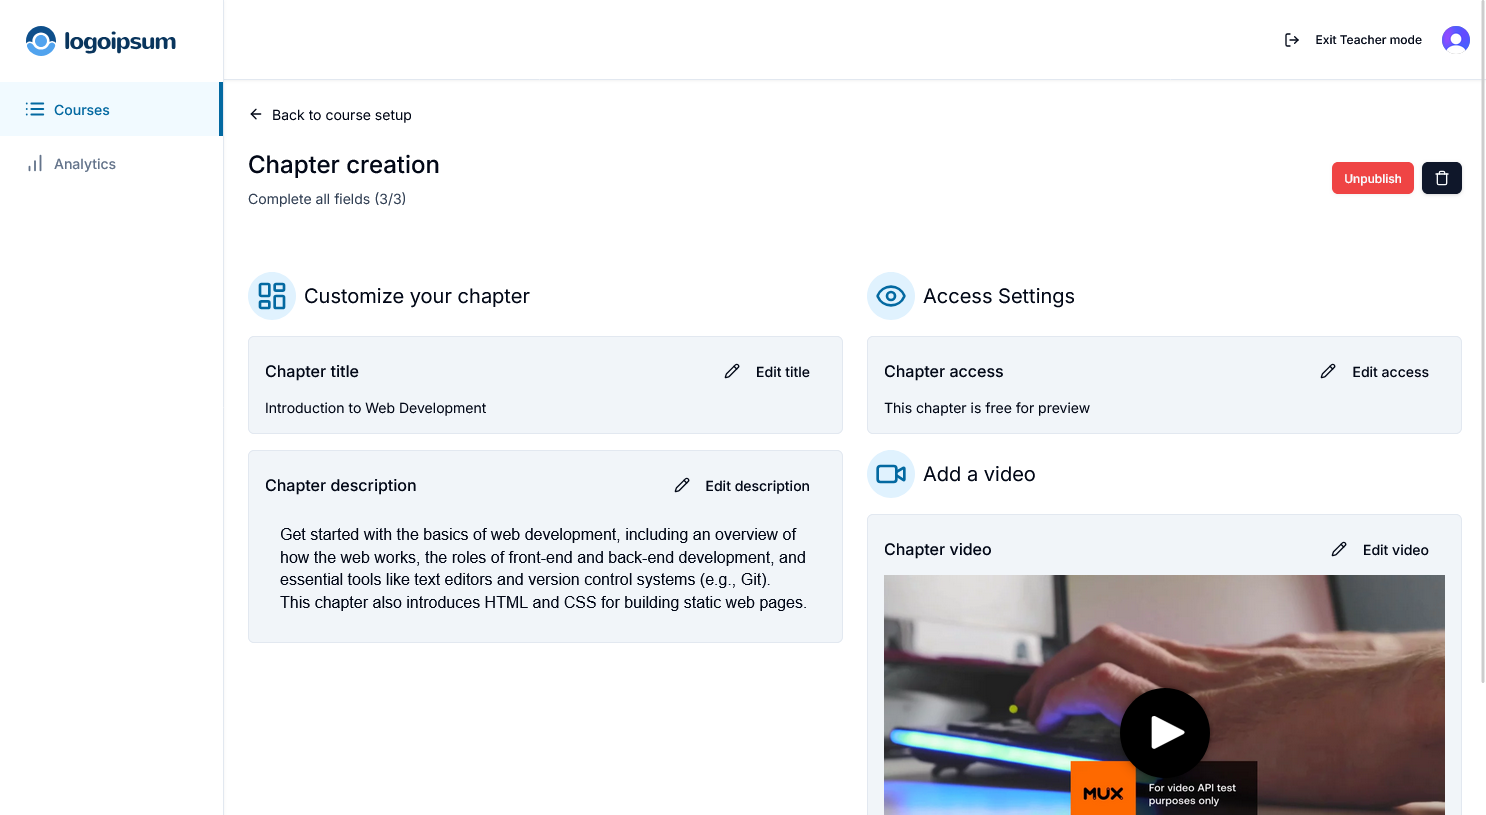 logoipsum
Exit Teacher mode
Courses
Analytics
Back to course setup
Chapter creation
Complete all fields (3/3)
Unpublish
Customize your chapter
Chapter title
Edit title
Introduction to Web Development
Chapter description
Edit description
Get started with the basics of web development, including an overview of
how the web works, the roles of front-end and back-end development, and
essential tools like text editors and version control systems (e.g., Git).
This chapter also introduces HTML and CSS for building static web pages.
Access Settings
Chapter access
Edit access
This chapter is free for preview
Add a video
Chapter video
Edit video
MUX
For video API test
purposes only